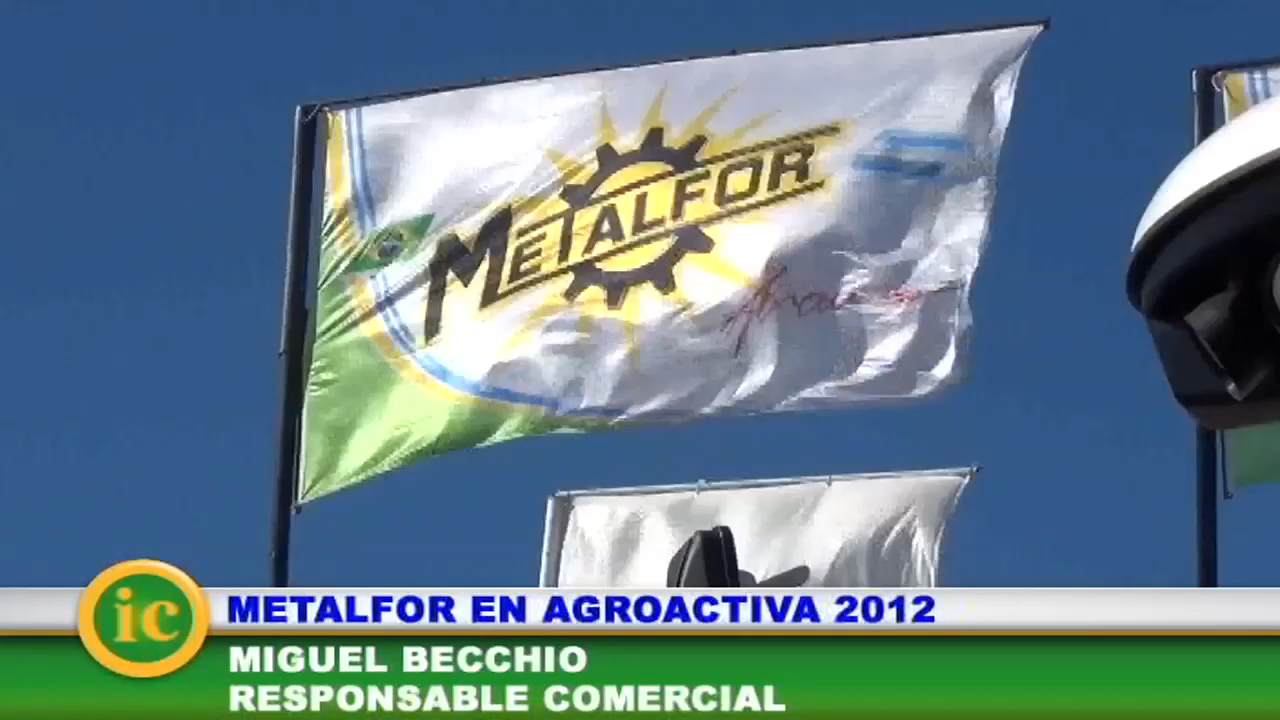 METALFOR
ic
METALFOR EN AGROACTIVA 2012
MIGUEL BECCHIO
RESPONSABLE COMERCIAL